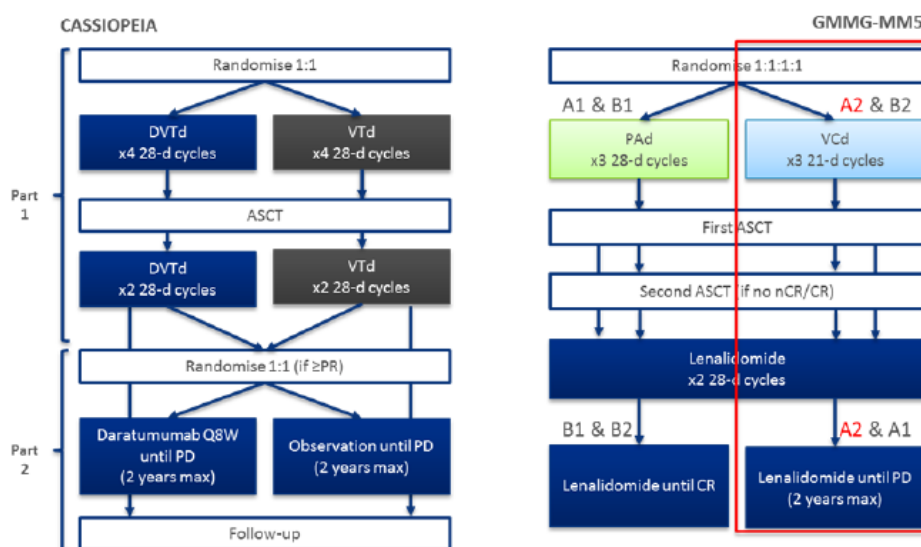 CASSIOPEIA
Randomise 1:1
DVTd
x4 28-d cycles
VTd
x4 28-d cycles
Part
1
ASCT
DVTd
x2 28-d cycles
VTd
x2 28-d cycles
Randomise 1:1 (if ≥PR)
Part
2
Daratumumab Q8W
until PD
(2 years max)
Observation until PD
(2 years max)
Follow-up
GMMG-MM5
Randomise 1:1:1:1
A1 & B1
A2 & B2
PAd
x3 28-d cycles
VCd
x3 21-d cycles
First ASCT
Second ASCT (if no nCR/CR)
Lenalidomide
x2 28-d cycles
B1 & B2
A2 & A1
Lenalidomide until CR
Lenalidomide until PD
(2 years max)